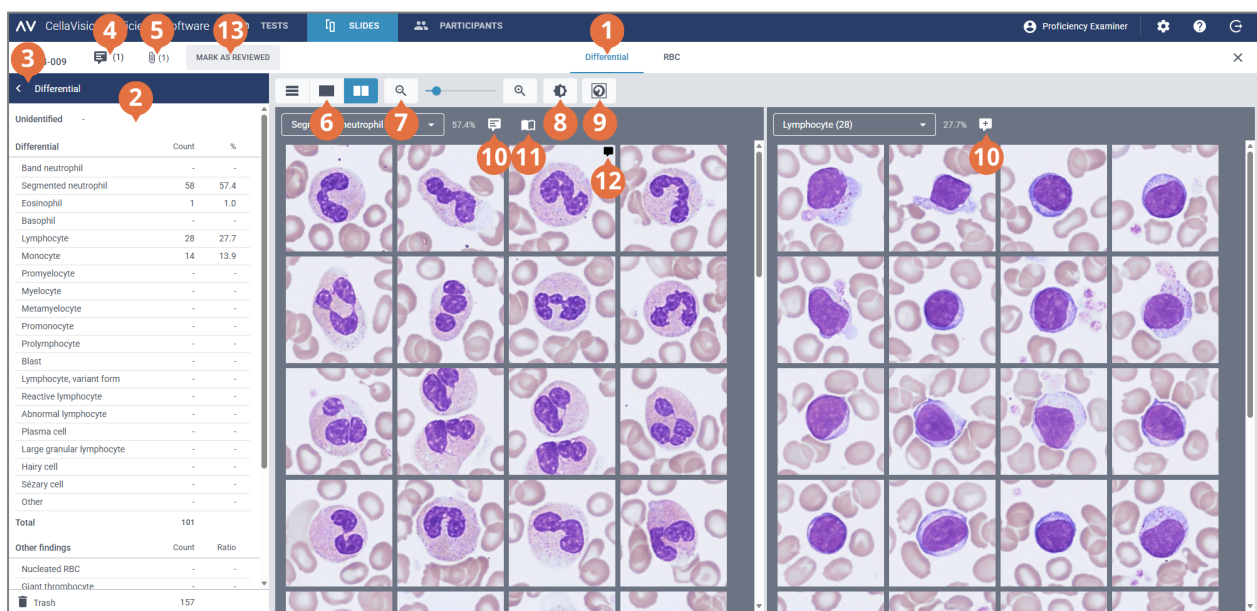 CellaVision
TESTS
SLIDES
PARTICIPANTS
Proficiency Examiner
1
2
3
4
5
6
7
8
9
10
11
12
13
10
-009
(1)
(1)
MARK AS REVIEWED
Differential
RBC
Differential
Unidentified -
Differential Count %
Band neutrophil - -
Segmented neutrophil 58 57.4
Eosinophil 1 1.0
Basophil - -
Lymphocyte 28 27.7
Monocyte 14 13.9
Promyelocyte - -
Myelocyte - -
Metamyelocyte - -
Promonocyte - -
Prolymphocyte - -
Blast - -
Lymphocyte, variant form - -
Reactive lymphocyte - -
Abnormal lymphocyte - -
Plasma cell - -
Large granular lymphocyte - -
Hairy cell - -
Sézary cell - -
Other - -
Total 101
Other findings Count Ratio
Nucleated RBC - -
Giant thrombocyte - -
Trash 157
neutrophil
57.4%
Lymphocyte (28)
27.7%